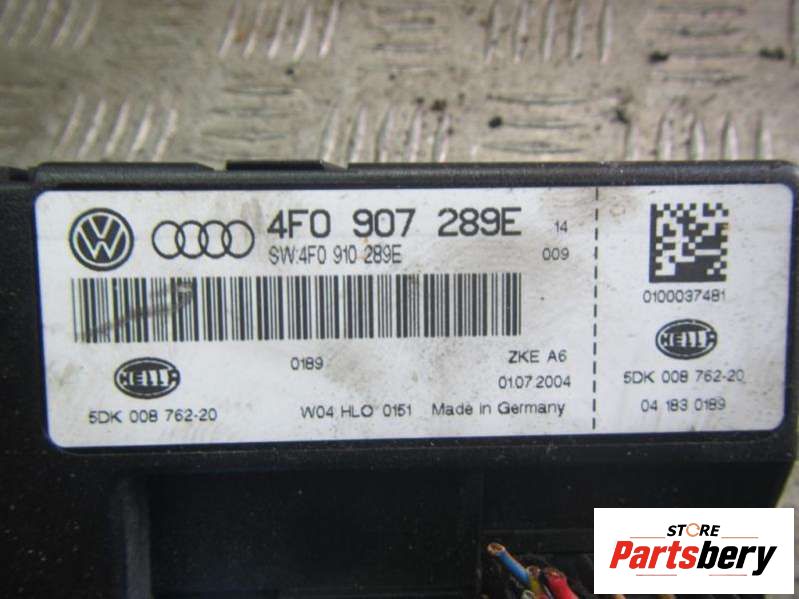 4F0 907 289E 14
SW:4F0 910 289E 009
0189 ZKE A6
01.07.2004
HELLA
5DK 008 762-20 W04 HLO 0151 Made in Germany
0100037481
HELLA
5DK 008 762-20
04 183 0189
STORE
Partsbery